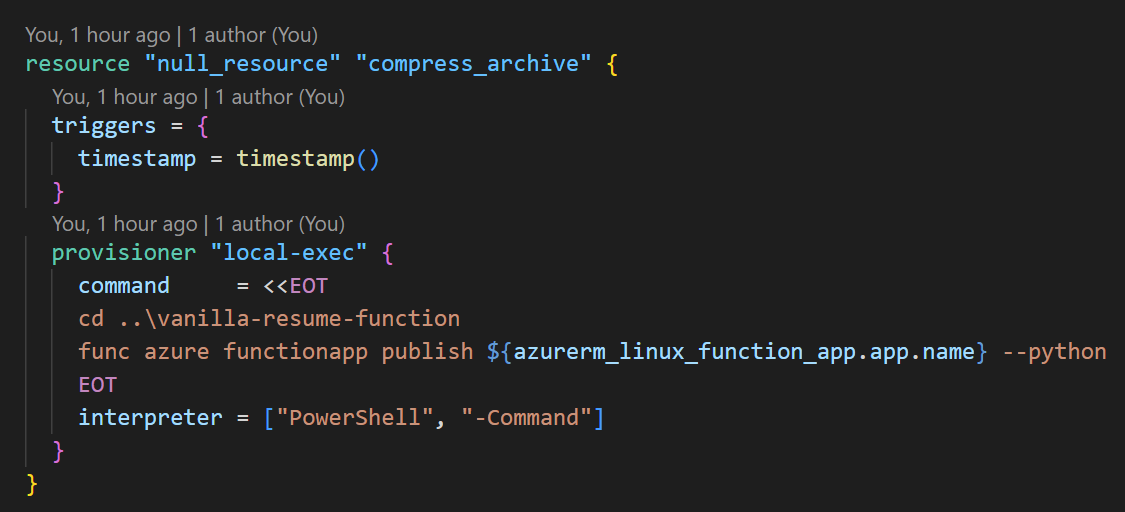 You, 1 hour ago | 1 author (You)
resource "null_resource" "compress_archive" {
You, 1 hour ago | 1 author (You)
triggers = {
timestamp = timestamp()
}
You, 1 hour ago | 1 author (You)
provisioner "local-exec" {
command     = <<EOT
cd ..\vanilla-resume-function
func azure functionapp publish ${azurerm_linux_function_app.app.name} --python
EOT
interpreter = ["PowerShell", "-Command"]
}
}